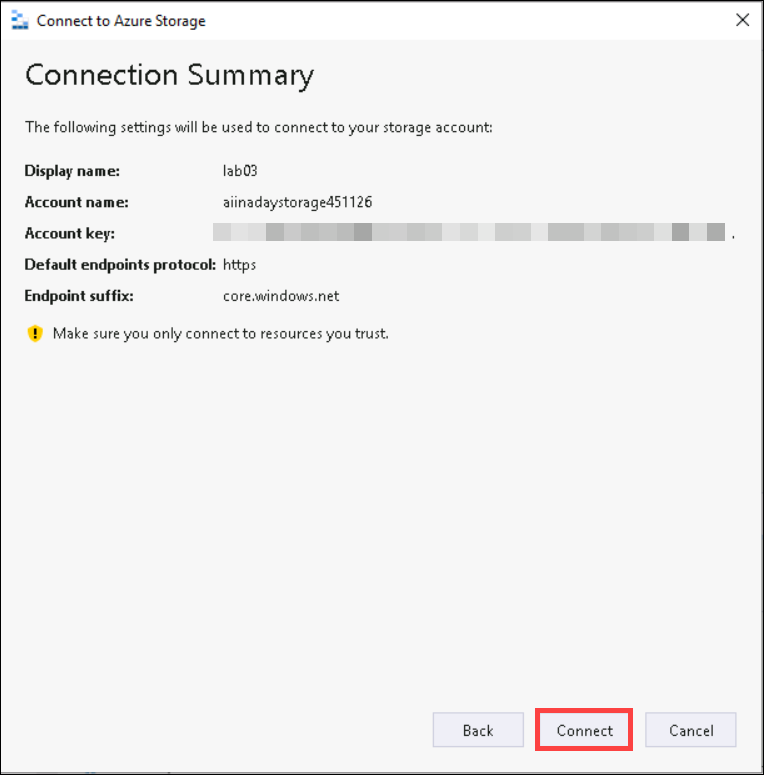 Connect to Azure Storage
Connection Summary
The following settings will be used to connect to your storage account:
Display name: lab03
Account name: aiinadaystorage451126
Account key: .
Default endpoints protocol: https
Endpoint suffix: core.windows.net
Make sure you only connect to resources you trust.
Back Connect Cancel